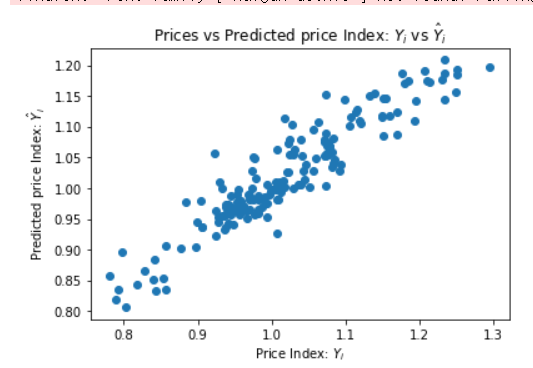 Prices vs Predicted price Index: Yᵢ vs Ŷᵢ
Predicted price Index: Ŷᵢ
1.20
1.15
1.10
1.05
1.00
0.95
0.90
0.85
0.80
0.8 0.9 1.0 1.1 1.2 1.3
Price Index: Yᵢ